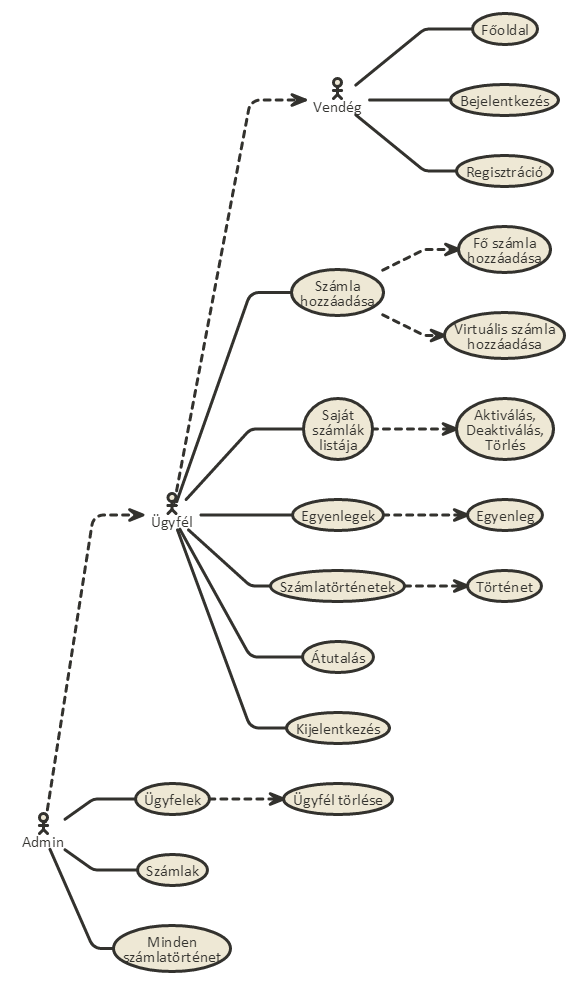 Főoldal
Vendég
Bejelentkezés
Regisztráció
Fő számla
hozzáadása
Számla
hozzáadása
Virtuális számla
hozzáadása
Saját
számlák
listája
Aktiválás,
Deaktiválás,
Törlés
Ügyfél
Egyenlegek
Egyenleg
Számlatörténetek
Történet
Átutalás
Kijelentkezés
Ügyfelek
Ügyfél törlése
Admin
Számlak
Minden
számlatörténet